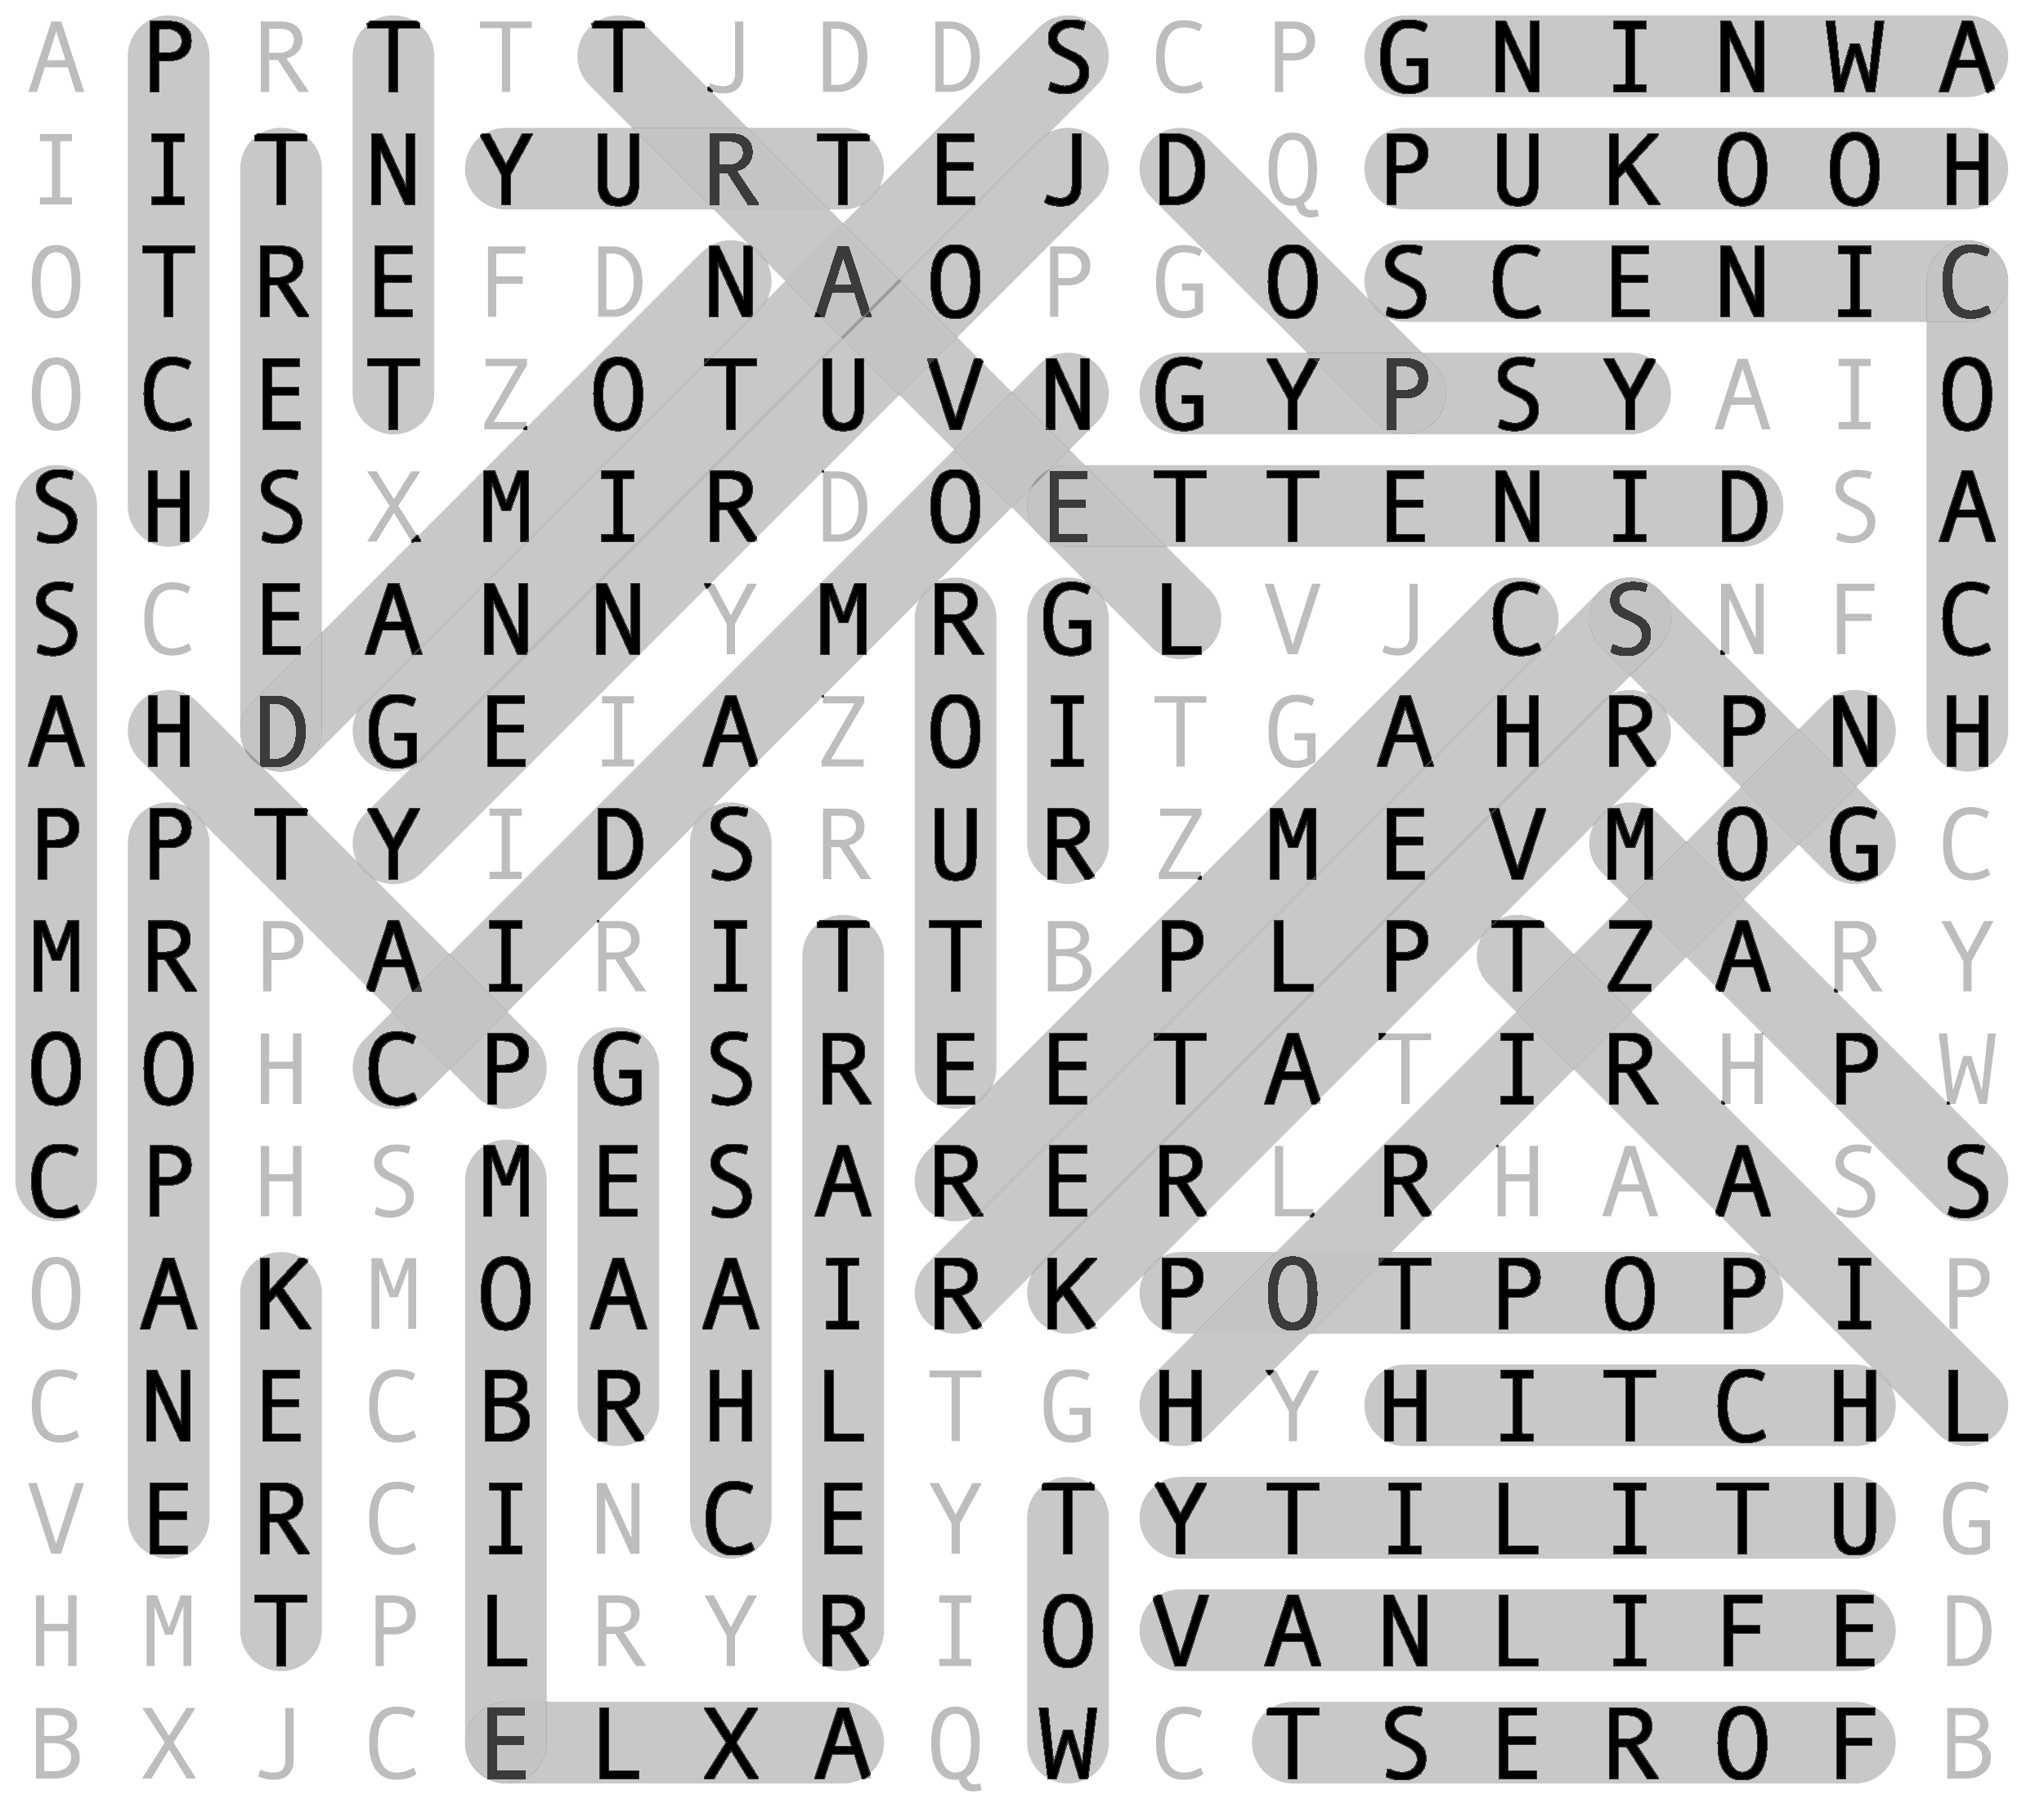 A P R T T T J D D S C P G N I N W A
I I T N Y U R T E J D Q P U K O O H
O T R E F D N A O P G O S C E N I C
O C E T Z O T U V N G Y P S Y A I O
S H S X M I R D O E T T E N I D S A
S C E A N N Y M R G L V J C S N F C
A H D G E I A Z O I T G A H R P N H
P P T Y I D S R U R Z M E V M O G C
M R P A I R I T T B P L P T Z A R Y
O O H C P G S R E E T A T I R H P W
C P H S M E S A R E R L R H A A S S
O A K M O A A I R K P O T P O P I P
C N E C B R H L T G H Y H I T C H L
V E R C I N C E Y T Y T I L I T U G
H M T P L R Y R I O V A N L I F E D
B X J C E L X A Q W C T S E R O F B